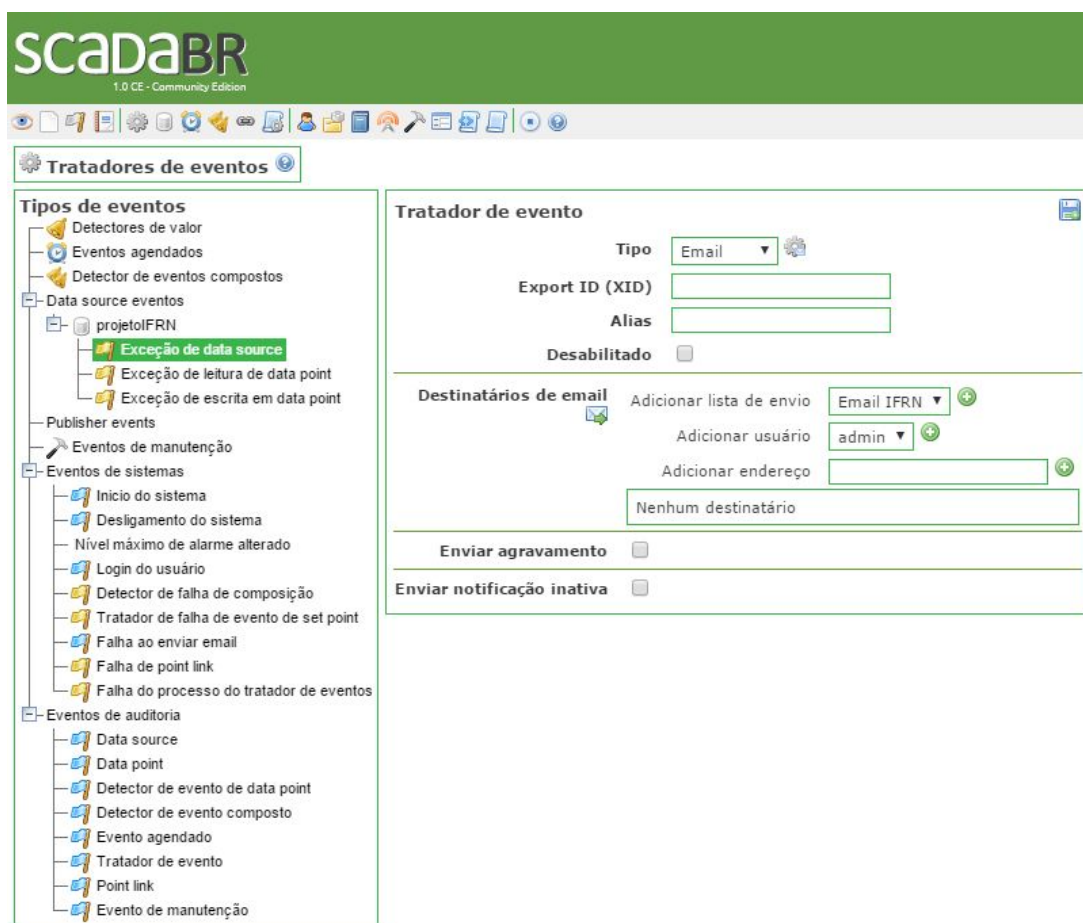 SCADABR
1.0 CE - Community Edition
Tratadores de eventos
Tipos de eventos
Detectores de valor
Eventos agendados
Detector de eventos compostos
Data source eventos
projetoIFRN
Exceção de data source
Exceção de leitura de data point
Exceção de escrita em data point
Publisher events
Eventos de manutenção
Eventos de sistemas
Inicio do sistema
Desligamento do sistema
Nível máximo de alarme alterado
Login do usuário
Detector de falha de composição
Tratador de falha de evento de set point
Falha ao enviar email
Falha de point link
Falha do processo do tratador de eventos
Eventos de auditoria
Data source
Data point
Detector de evento de data point
Detector de evento composto
Evento agendado
Tratador de evento
Point link
Evento de manutenção
Tratador de evento
Tipo Email
Export ID (XID)
Alias
Desabilitado
Destinatários de email
Adicionar lista de envio Email IFRN
Adicionar usuário admin
Adicionar endereço
Nenhum destinatário
Enviar agravamento
Enviar notificação inativa